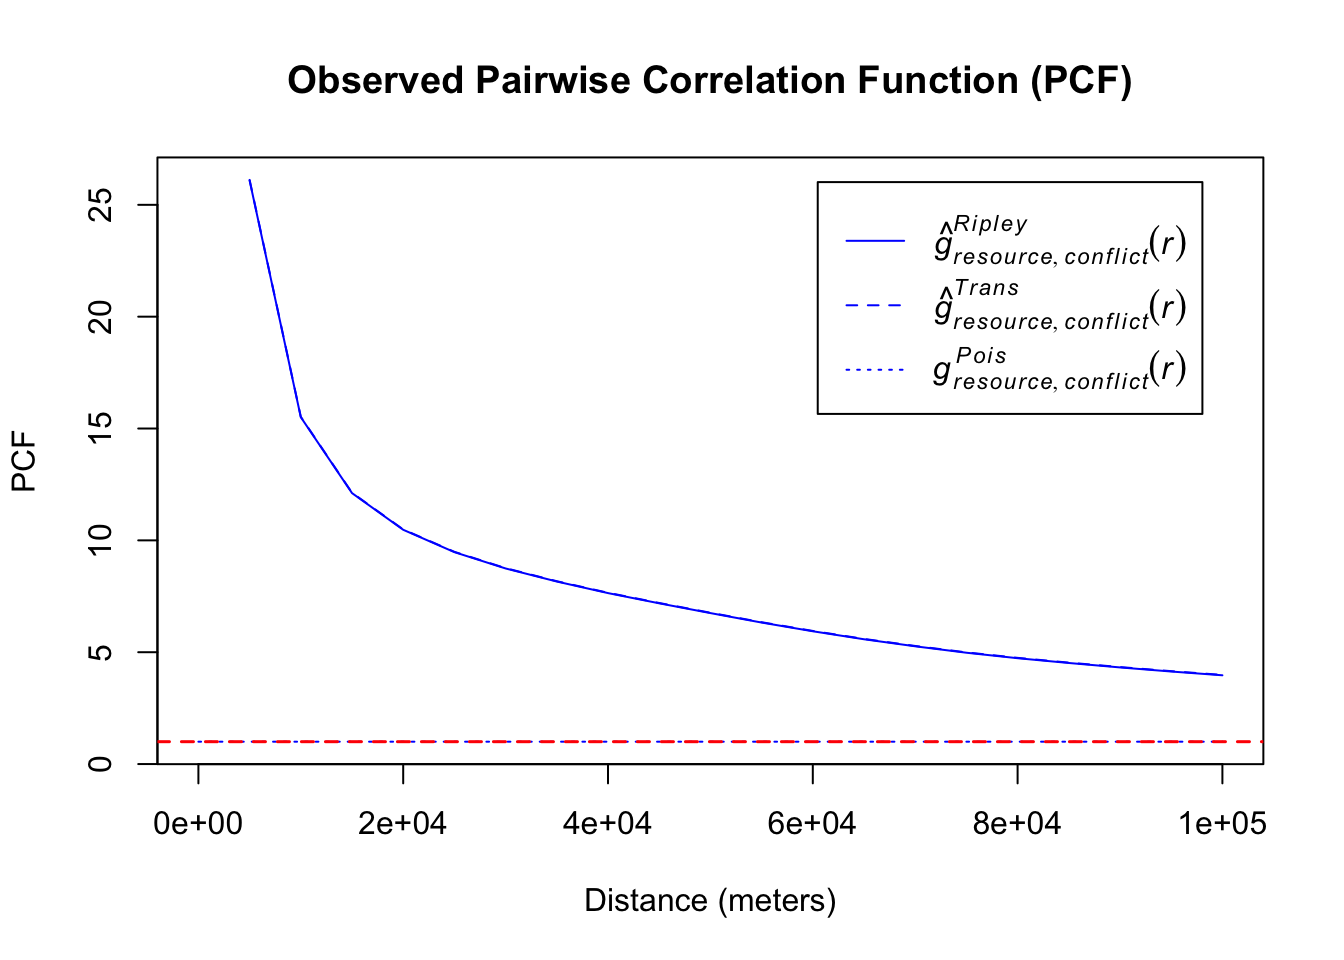 Observed Pairwise Correlation Function (PCF)
ĝ^Ripley_resource, conflict(r)
ĝ^Trans_resource, conflict(r)
g^Pois_resource, conflict(r)
PCF
25
20
15
10
5
0
0e+00 2e+04 4e+04 6e+04 8e+04 1e+05
Distance (meters)